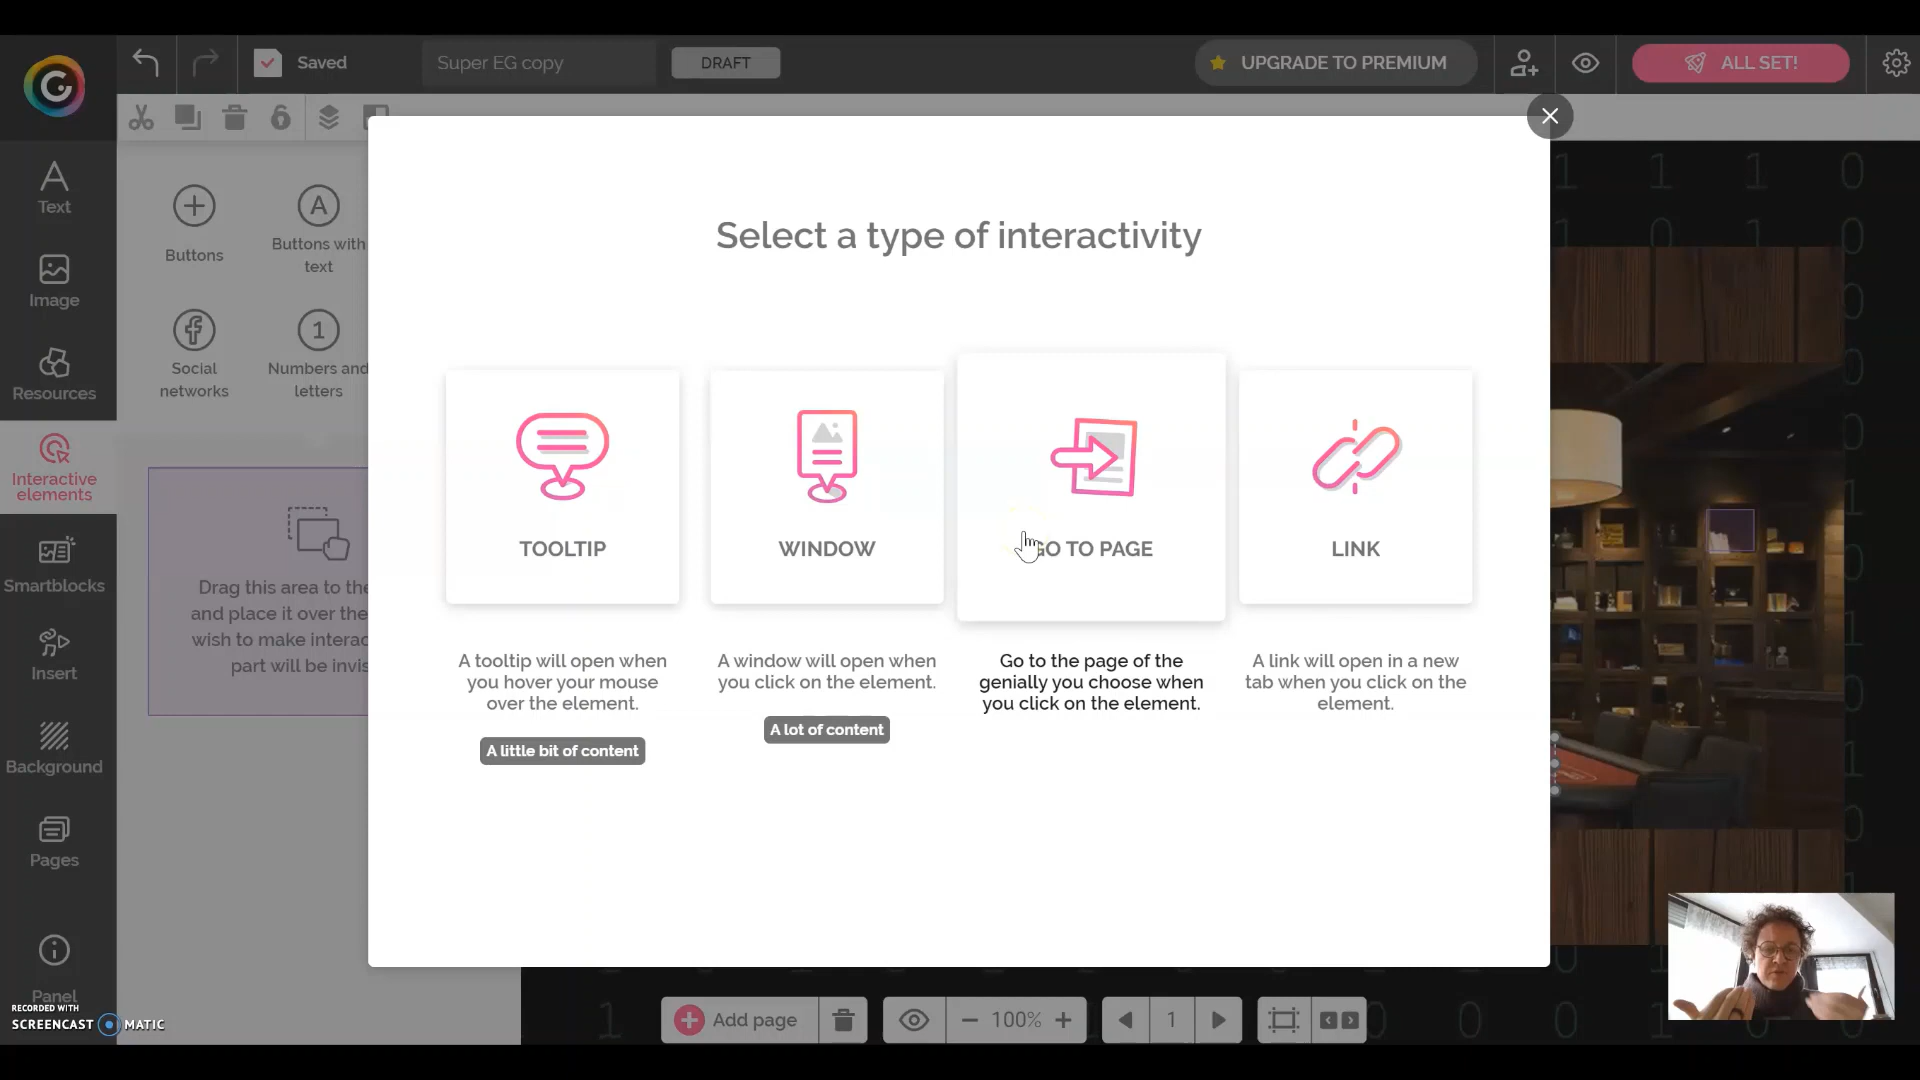 Saved
Super EG copy
DRAFT
UPGRADE TO PREMIUM
ALL SET!
Text
Image
Resources
Interactive
elements
Smartblocks
Insert
Background
Pages
Panel
Buttons
Buttons with
text
Social
networks
Numbers and
letters
Drag this area to the
and place it over the
wish to make interac
part will be invis
Select a type of interactivity
TOOLTIP
WINDOW
GO TO PAGE
LINK
A tooltip will open when
you hover your mouse
over the element.
A little bit of content
A window will open when
you click on the element.
A lot of content
Go to the page of the
genially you choose when
you click on the element.
A link will open in a new
tab when you click on the
element.
Add page
100%
1
RECORDED WITH
SCREENCAST MATIC